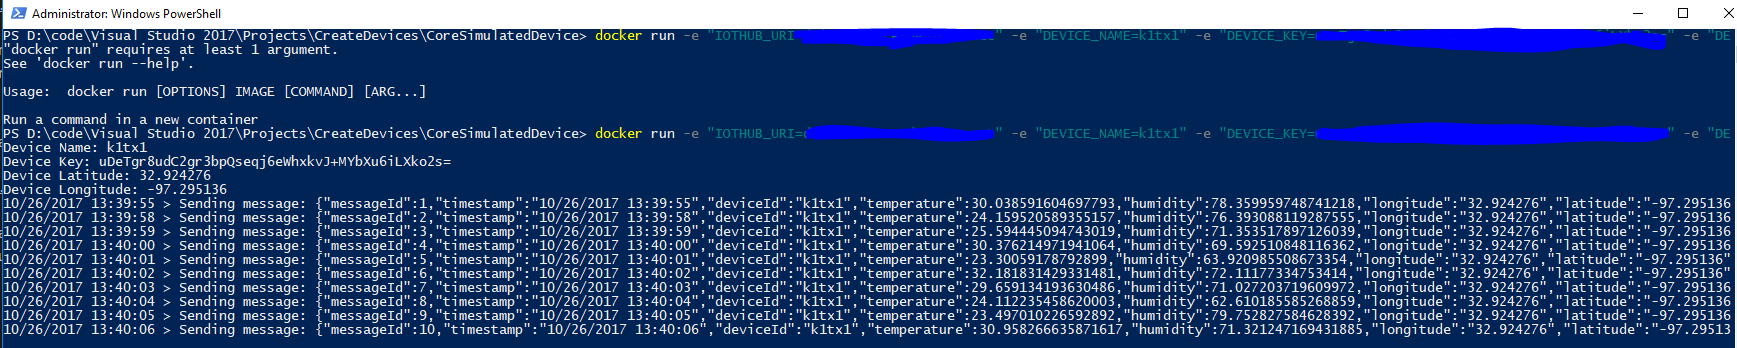 Administrator: Windows PowerShell
PS D:\code\Visual Studio 2017\Projects\CreateDevices\CoreSimulatedDevice> docker run -e "IOTHUB_URI= " -e "DEVICE_NAME=k1tx1" -e "DEVICE_KEY= " -e "DE
"docker run" requires at least 1 argument.
See 'docker run --help'.
Usage:  docker run [OPTIONS] IMAGE [COMMAND] [ARG...]
Run a command in a new container
PS D:\code\Visual Studio 2017\Projects\CreateDevices\CoreSimulatedDevice> docker run -e "IOTHUB_URI= " -e "DEVICE_NAME=k1tx1" -e "DEVICE_KEY= " -e "DE
Device Name: k1tx1
Device Key: uDeTgr8udC2gr3bpQseqj6eWhxkvJ+MYbXu6iLXko2s=
Device Latitude: 32.924276
Device Longitude: -97.295136
10/26/2017 13:39:55 > Sending message: {"messageId":1,"timestamp":"10/26/2017 13:39:55","deviceId":"k1tx1","temperature":30.038591604697793,"humidity":78.359959748741218,"longitude":"32.924276","latitude":"-97.295136
10/26/2017 13:39:58 > Sending message: {"messageId":2,"timestamp":"10/26/2017 13:39:58","deviceId":"k1tx1","temperature":24.159520589355157,"humidity":76.393088119287555,"longitude":"32.924276","latitude":"-97.295136
10/26/2017 13:39:59 > Sending message: {"messageId":3,"timestamp":"10/26/2017 13:39:59","deviceId":"k1tx1","temperature":25.594445094743019,"humidity":71.353517897126039,"longitude":"32.924276","latitude":"-97.295136
10/26/2017 13:40:00 > Sending message: {"messageId":4,"timestamp":"10/26/2017 13:40:00","deviceId":"k1tx1","temperature":30.376214971941064,"humidity":69.592510848116362,"longitude":"32.924276","latitude":"-97.295136
10/26/2017 13:40:01 > Sending message: {"messageId":5,"timestamp":"10/26/2017 13:40:01","deviceId":"k1tx1","temperature":23.30059178792899,"humidity":63.920985508673354,"longitude":"32.924276","latitude":"-97.295136"
10/26/2017 13:40:02 > Sending message: {"messageId":6,"timestamp":"10/26/2017 13:40:02","deviceId":"k1tx1","temperature":32.181831429331481,"humidity":72.11177334753414,"longitude":"32.924276","latitude":"-97.295136"
10/26/2017 13:40:03 > Sending message: {"messageId":7,"timestamp":"10/26/2017 13:40:03","deviceId":"k1tx1","temperature":29.659134193630486,"humidity":71.027203719609972,"longitude":"32.924276","latitude":"-97.295136
10/26/2017 13:40:04 > Sending message: {"messageId":8,"timestamp":"10/26/2017 13:40:04","deviceId":"k1tx1","temperature":24.112235458620003,"humidity":62.610185585268859,"longitude":"32.924276","latitude":"-97.295136
10/26/2017 13:40:05 > Sending message: {"messageId":9,"timestamp":"10/26/2017 13:40:05","deviceId":"k1tx1","temperature":23.497010226592892,"humidity":79.752827584628392,"longitude":"32.924276","latitude":"-97.295136
10/26/2017 13:40:06 > Sending message: {"messageId":10,"timestamp":"10/26/2017 13:40:06","deviceId":"k1tx1","temperature":30.958266635871617,"humidity":71.321247169431885,"longitude":"32.924276","latitude":"-97.29513